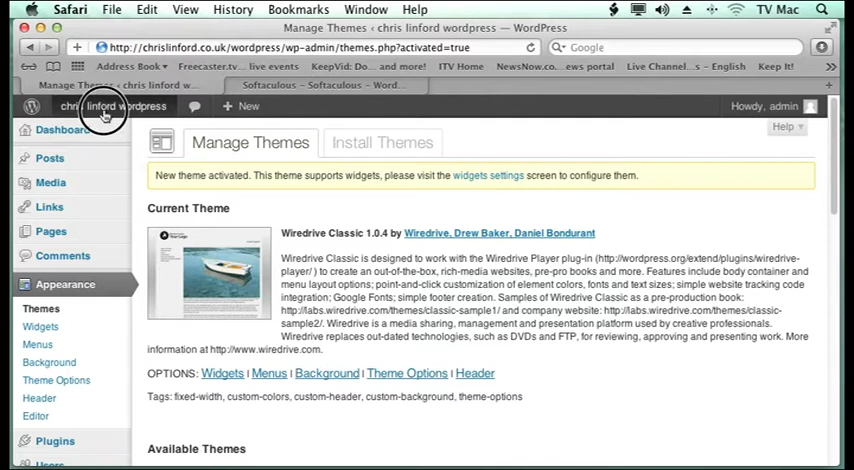 Safari File Edit View History Bookmarks Window Help TV Mac
Manage Themes ‹ chris linford wordpress — WordPress
http://chrislinford.co.uk/wordpress/wp-admin/themes.php?activated=true Google
Address Book Freecaster.tv live events KeepVid: Do... and more! ITV Home NewsNow.co....ews portal Live Channel... - English Breaking News
Manage Themes ‹ chris linford w... Softaculous - Softaculous - Word...
chris linford wordpress + New Howdy, admin
Help
Dashboard
Posts
Media
Links
Pages
Comments
Appearance
Themes
Widgets
Menus
Background
Theme Options
Header
Editor
Plugins
Users
Manage Themes Install Themes
New theme activated. This theme supports widgets, please visit the widgets settings screen to configure them.
Current Theme
Wiredrive Classic 1.0.4 by Wiredrive, Drew Baker, Daniel Bondurant
Wiredrive Classic is designed to work with the Wiredrive Player plug-in (http://wordpress.org/extend/plugins/wiredrive-
player/ ) to create an out-of-the-box, rich-media websites, pre-pro books and more. Features include body container and
menu layout options; point-and-click customization of element colors, fonts and text sizes; simple website tracking code
integration; Google Fonts; simple footer creation. Samples of Wiredrive Classic as a pre-production book:
http://labs.wiredrive.com/themes/classic-sample1/ and company website: http://labs.wiredrive.com/themes/classic-
sample2/. Wiredrive is a media sharing, management and presentation platform used by creative professionals.
Wiredrive replaces out-dated technologies, such as DVDs and FTP, for reviewing, approving and presenting work. More
information at http://www.wiredrive.com.
OPTIONS: Widgets | Menus | Background | Theme Options | Header
Tags: fixed-width, custom-colors, custom-header, custom-background, theme-options
Available Themes